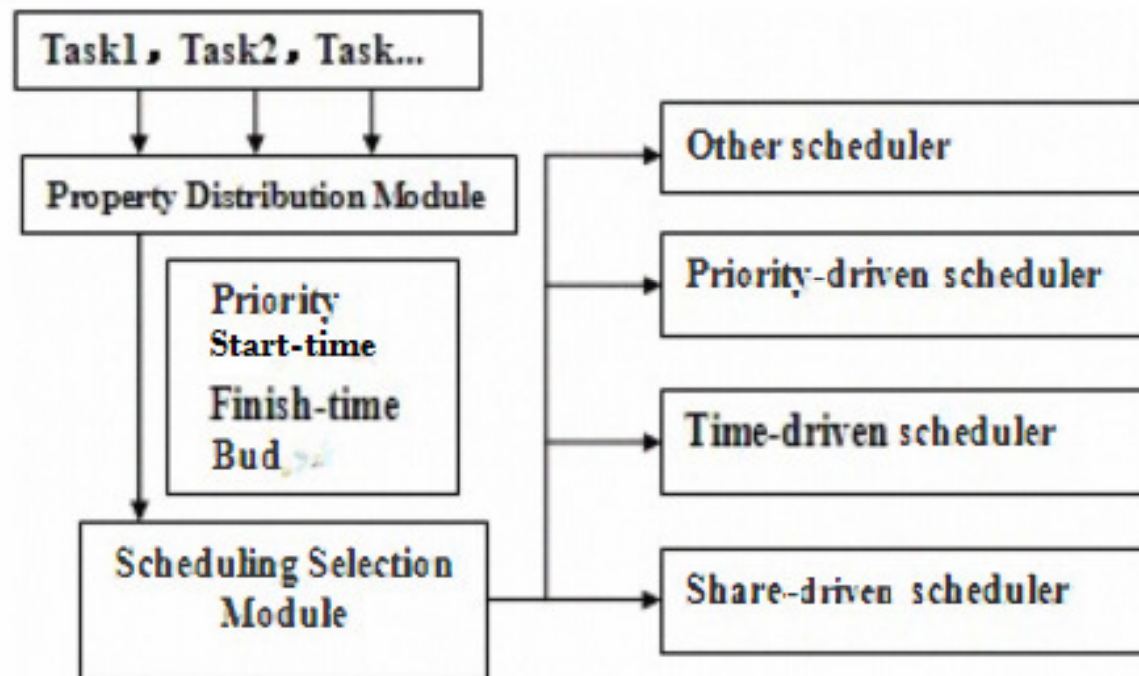 Task1，Task2，Task...
Property Distribution Module
Priority
Start-time
Finish-time
Bud
Scheduling Selection
Module
Other scheduler
Priority-driven scheduler
Time-driven scheduler
Share-driven scheduler